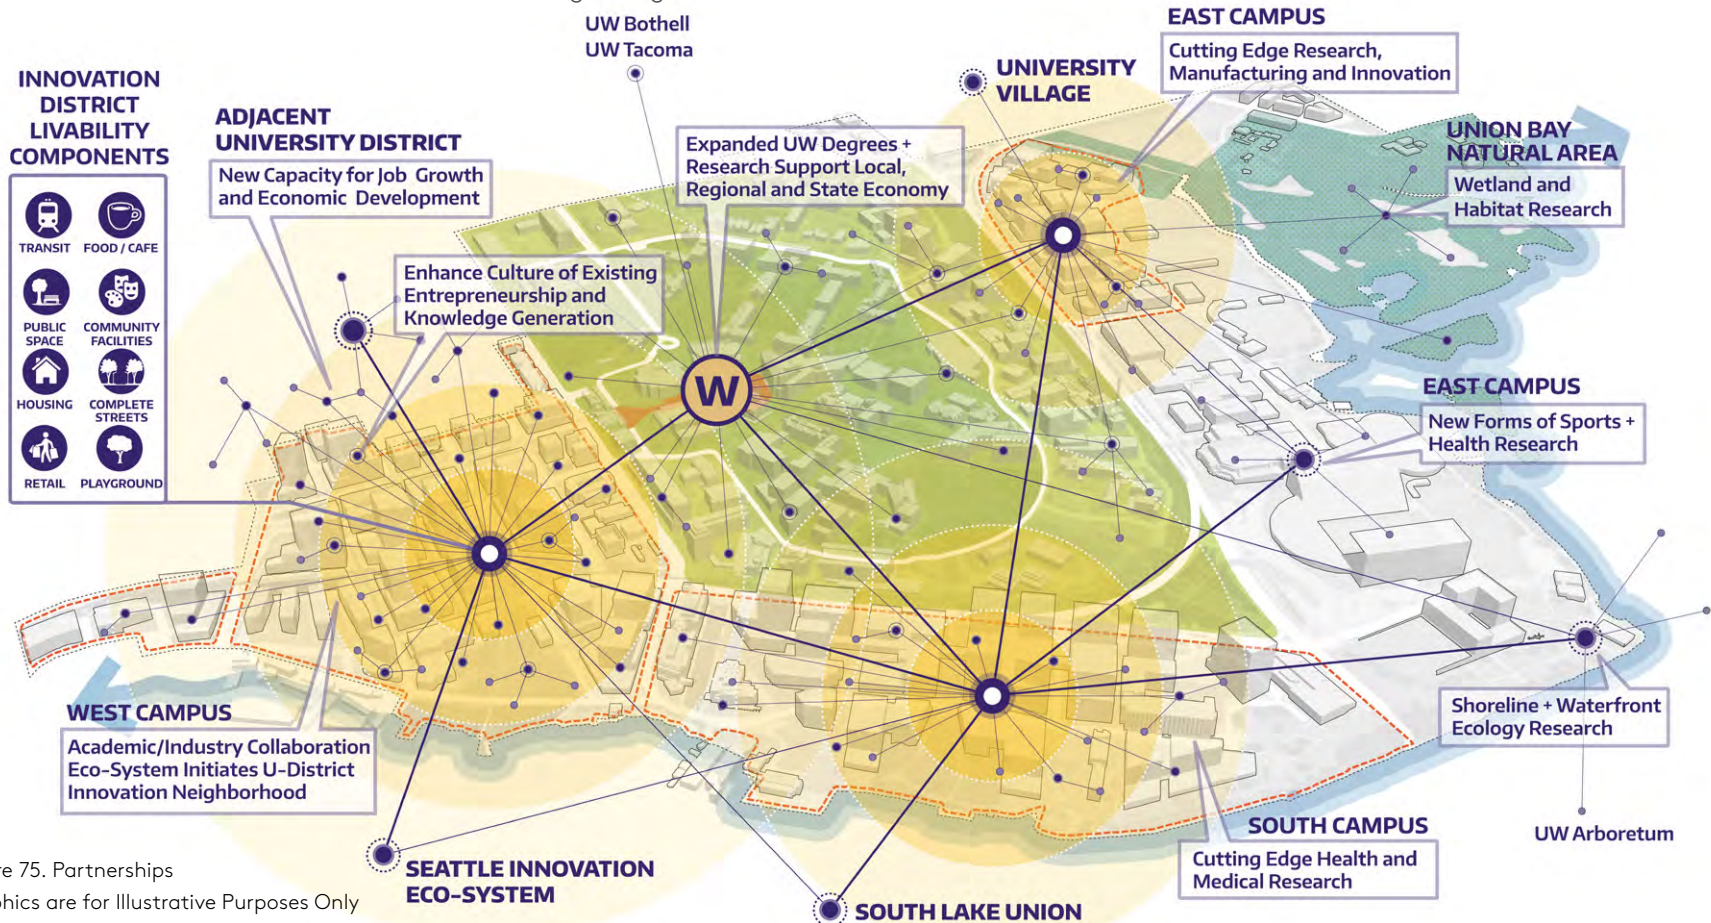 UW Bothell
UW Tacoma
EAST CAMPUS
Cutting Edge Research,
Manufacturing and Innovation
UNIVERSITY
VILLAGE
INNOVATION
DISTRICT
LIVABILITY
COMPONENTS
TRANSIT
FOOD / CAFE
PUBLIC
SPACE
COMMUNITY
FACILITIES
HOUSING
COMPLETE
STREETS
RETAIL
PLAYGROUND
ADJACENT
UNIVERSITY DISTRICT
New Capacity for Job Growth
and Economic Development
Expanded UW Degrees +
Research Support Local,
Regional and State Economy
UNION BAY
NATURAL AREA
Wetland and
Habitat Research
Enhance Culture of Existing
Entrepreneurship and
Knowledge Generation
W
EAST CAMPUS
New Forms of Sports +
Health Research
WEST CAMPUS
Academic/Industry Collaboration
Eco-System Initiates U-District
Innovation Neighborhood
Shoreline + Waterfront
Ecology Research
UW Arboretum
SOUTH CAMPUS
Cutting Edge Health and
Medical Research
SEATTLE INNOVATION
ECO-SYSTEM
SOUTH LAKE UNION
75. Partnerships
are for Illustrative Purposes Only